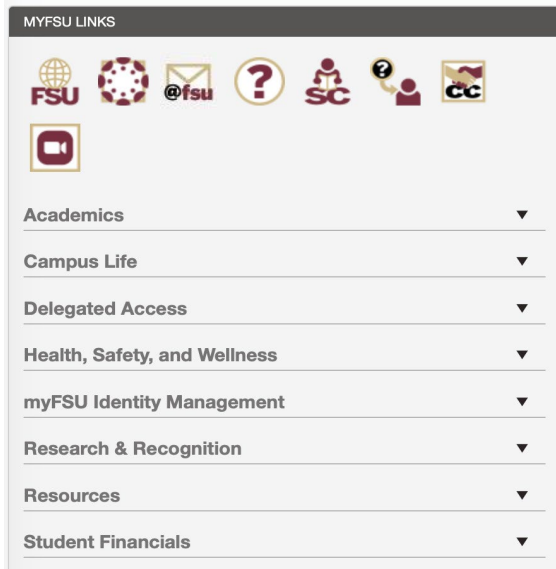 MYFSU LINKS
FSU @fsu ? SC ? CC
Academics
Campus Life
Delegated Access
Health, Safety, and Wellness
myFSU Identity Management
Research & Recognition
Resources
Student Financials